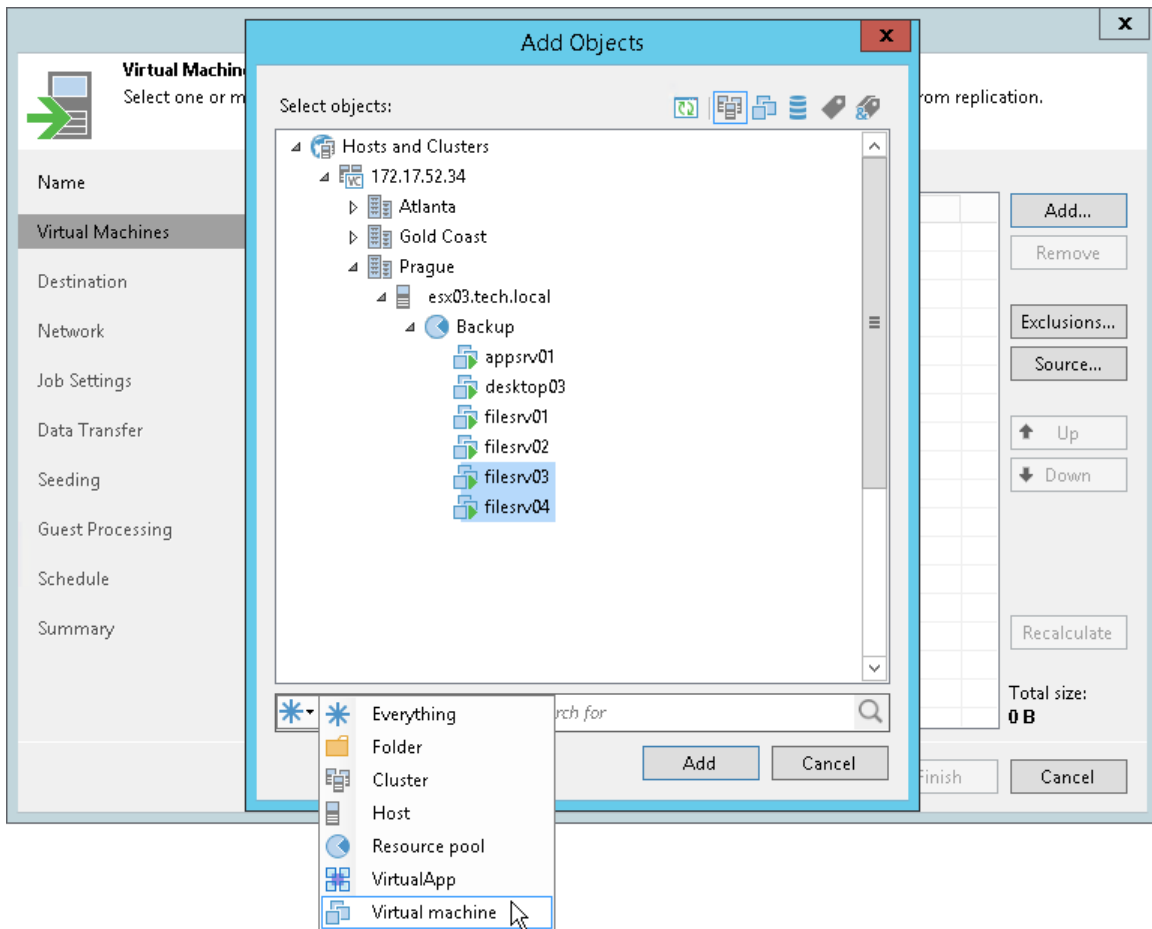 x
Add Objects
x
Virtual Machin
Select one or m
rom replication.
Select objects:
Name
Virtual Machines
Destination
Network
Job Settings
Data Transfer
Seeding
Guest Processing
Schedule
Summary
Hosts and Clusters
VC 172.17.52.34
Atlanta
Gold Coast
Prague
esx03.tech.local
Backup
appsrv01
desktop03
filesrv01
filesrv02
filesrv03
filesrv04
Add...
Remove
Exclusions...
Source...
Up
Down
Recalculate
Total size:
0 B
rch for
Add
Cancel
Finish
Cancel
Everything
Folder
Cluster
Host
Resource pool
VirtualApp
Virtual machine